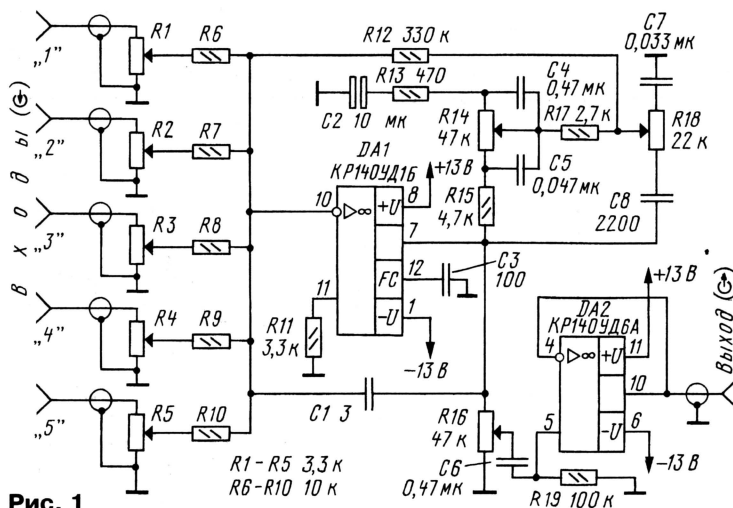 „1"
R1
R6
R12 330 к
C7
0,033 мк
R13 470
C4
0,47 мк
C2 10 мк
R14
47 к
R17 2,7 к
R18
22 к
„2"
R2
R7
DA1
КР140УД1Б
C5
0,047 мк
+13 В
10
▷∞
+U
8
7
R15
4,7 к
C8
2200
Входы
„3"
R3
R8
FC
12
C3
100
11
-U
1
R11
3,3 к
-13 В
„4"
R4
R9
DA2
КР140УД6А
+13 В
4
▷∞
+U
11
10
Выход
„5"
R5
R10
C1 3
R16
47 к
5
-U
6
-13 В
R1–R5 3,3 к
R6–R10 10 к
C6
0,47 мк
R19 100 к
Рис. 1